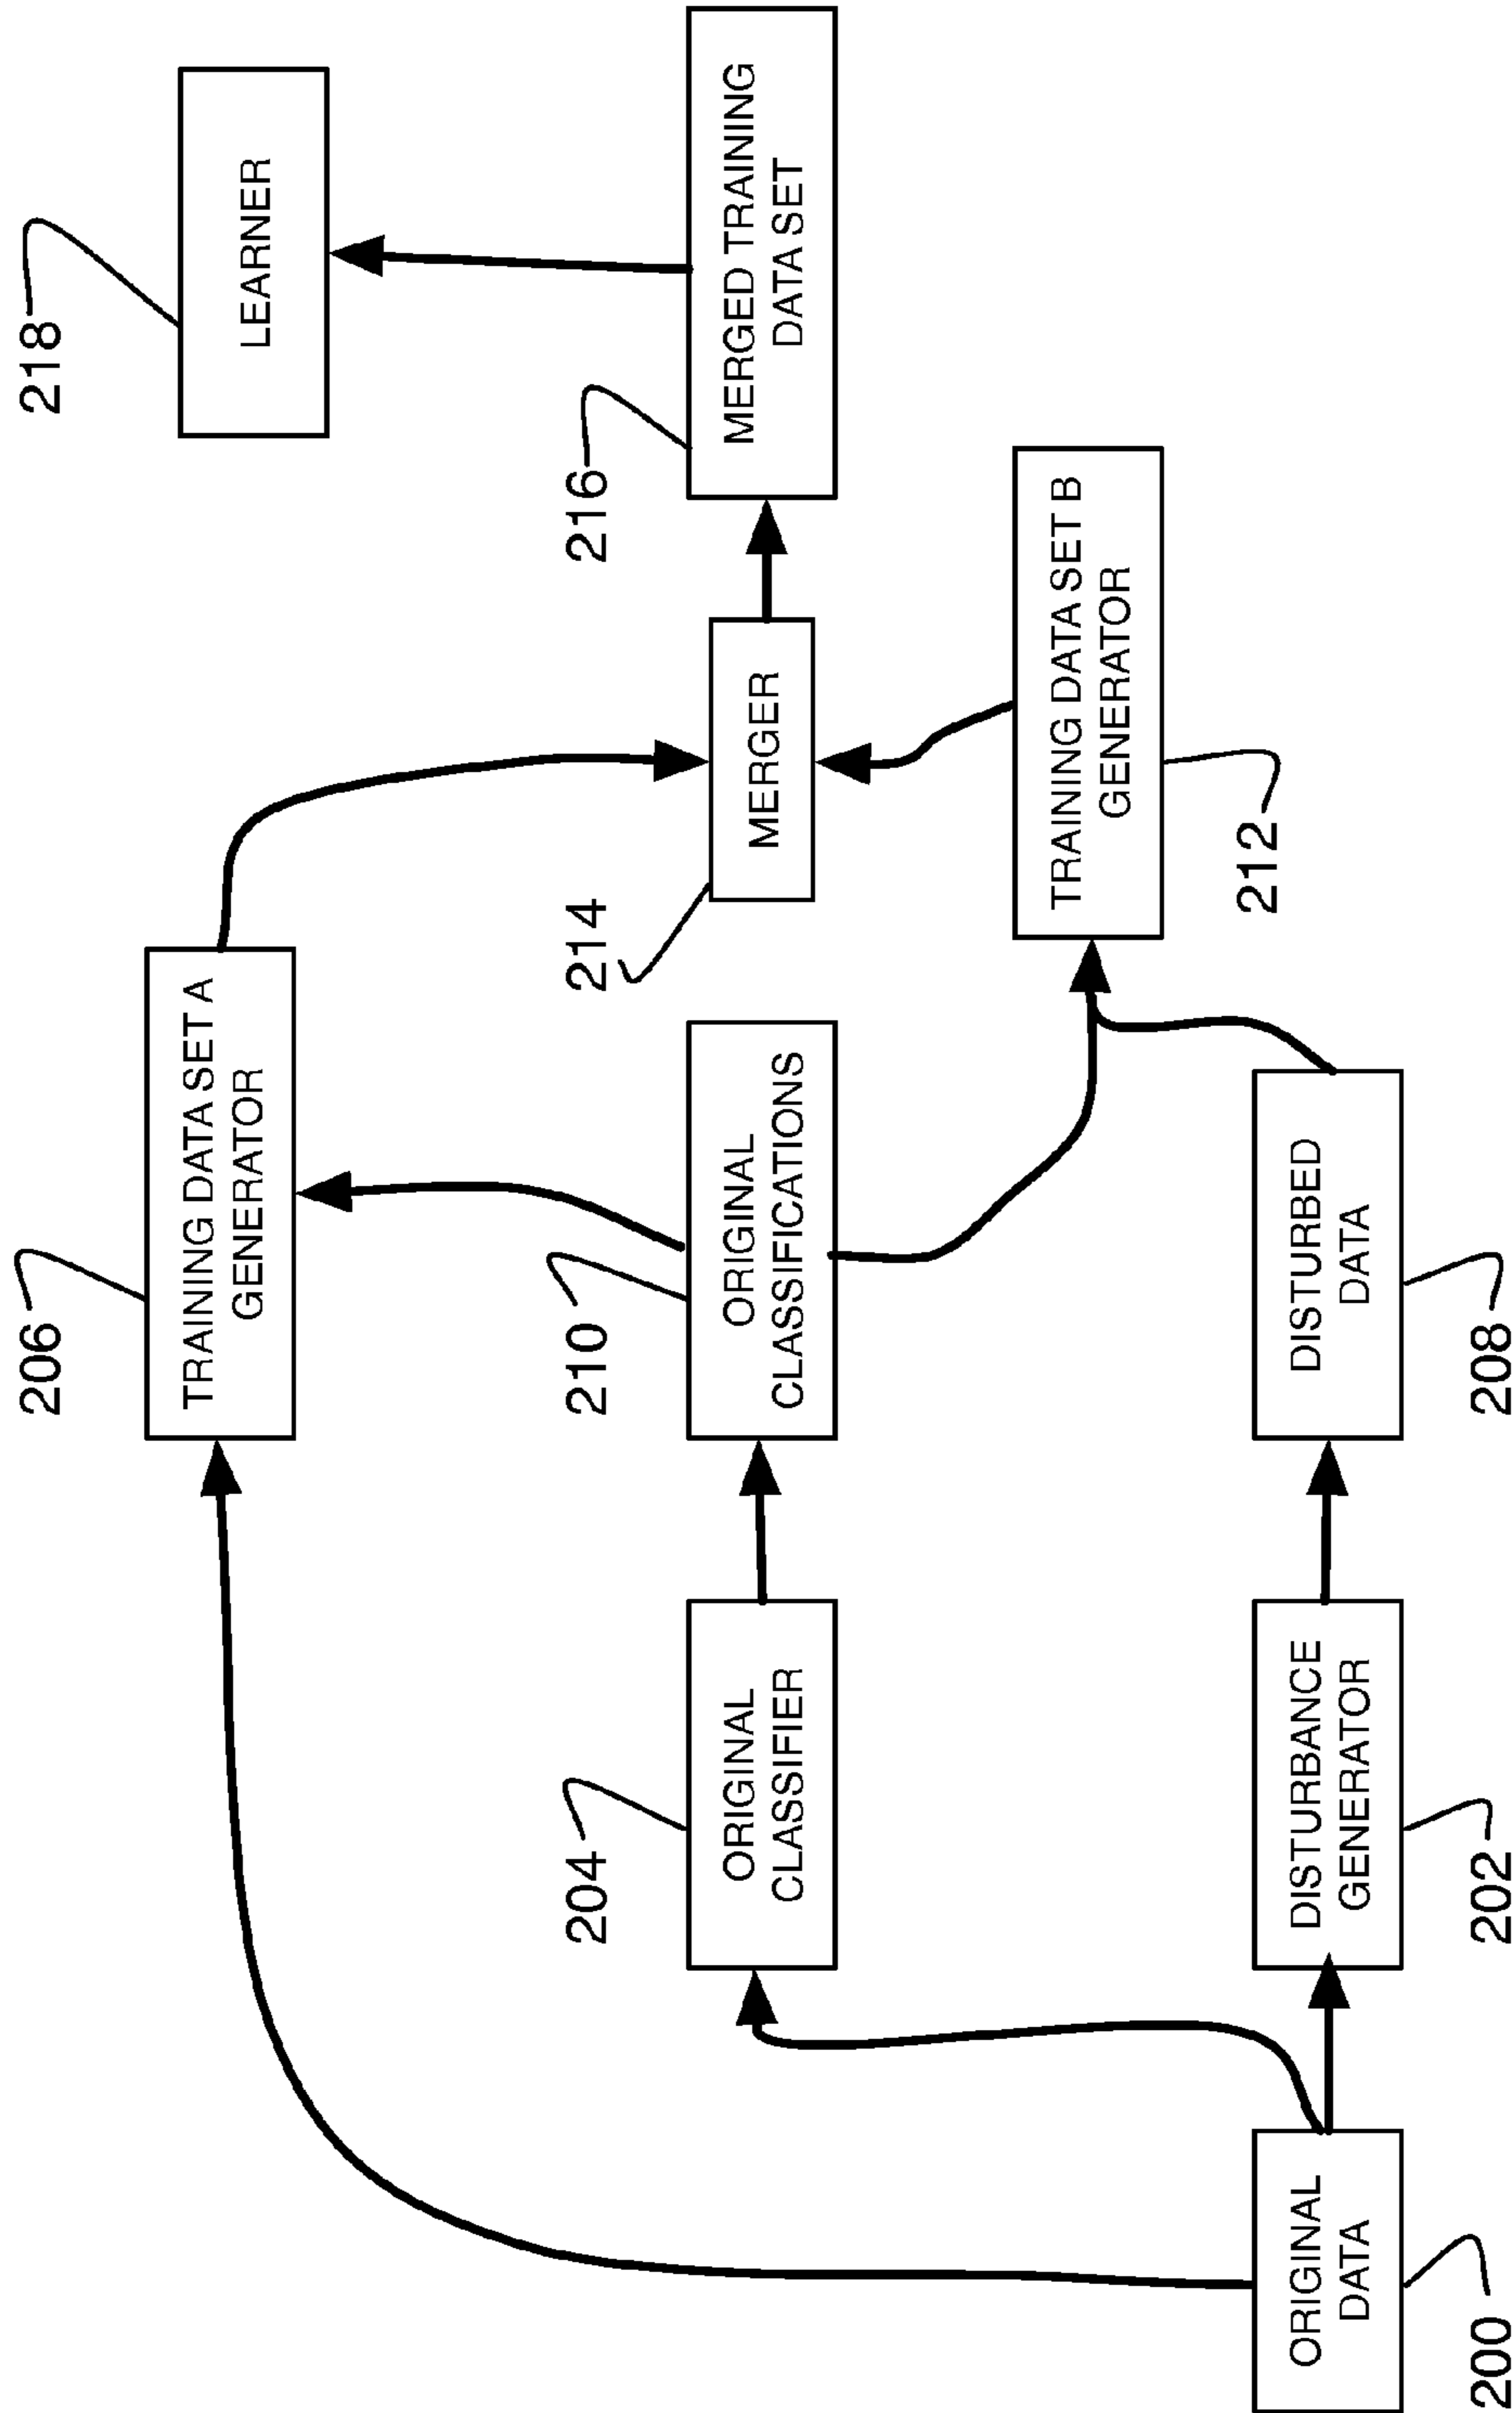 218
LEARNER
206
TRAINING DATA SET A
GENERATOR
216
MERGED TRAINING
DATA SET
214
MERGER
210
ORIGINAL
CLASSIFICATIONS
204
ORIGINAL
CLASSIFIER
TRAINING DATA SET B
GENERATOR
212
ORIGINAL
DATA
200
DISTURBANCE
GENERATOR
202
DISTURBED
DATA
208